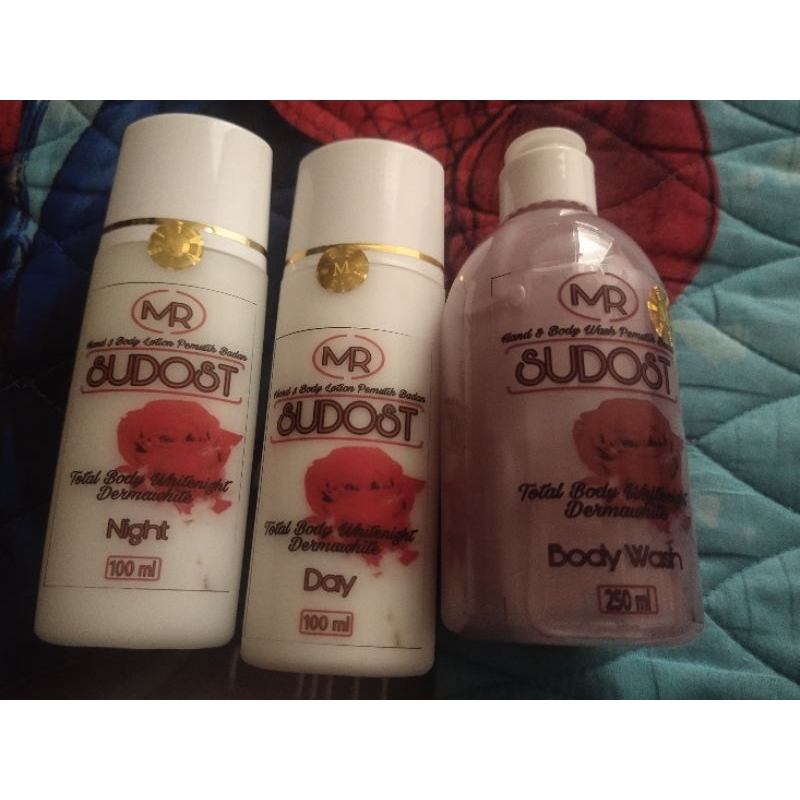 MR
Hand & Body Lotion Pemutih Badan
SUDOST
Total Body Whitenight
Dermawhite
Night
100 ml
M
MR
Hand & Body Lotion Pemutih Badan
SUDOST
Total Body Whitenight
Dermawhite
Day
100 ml
MR
Hand & Body Wash Pemutih
SUDOST
Total Body Whitenight
Dermawhite
Body Wash
250 ml